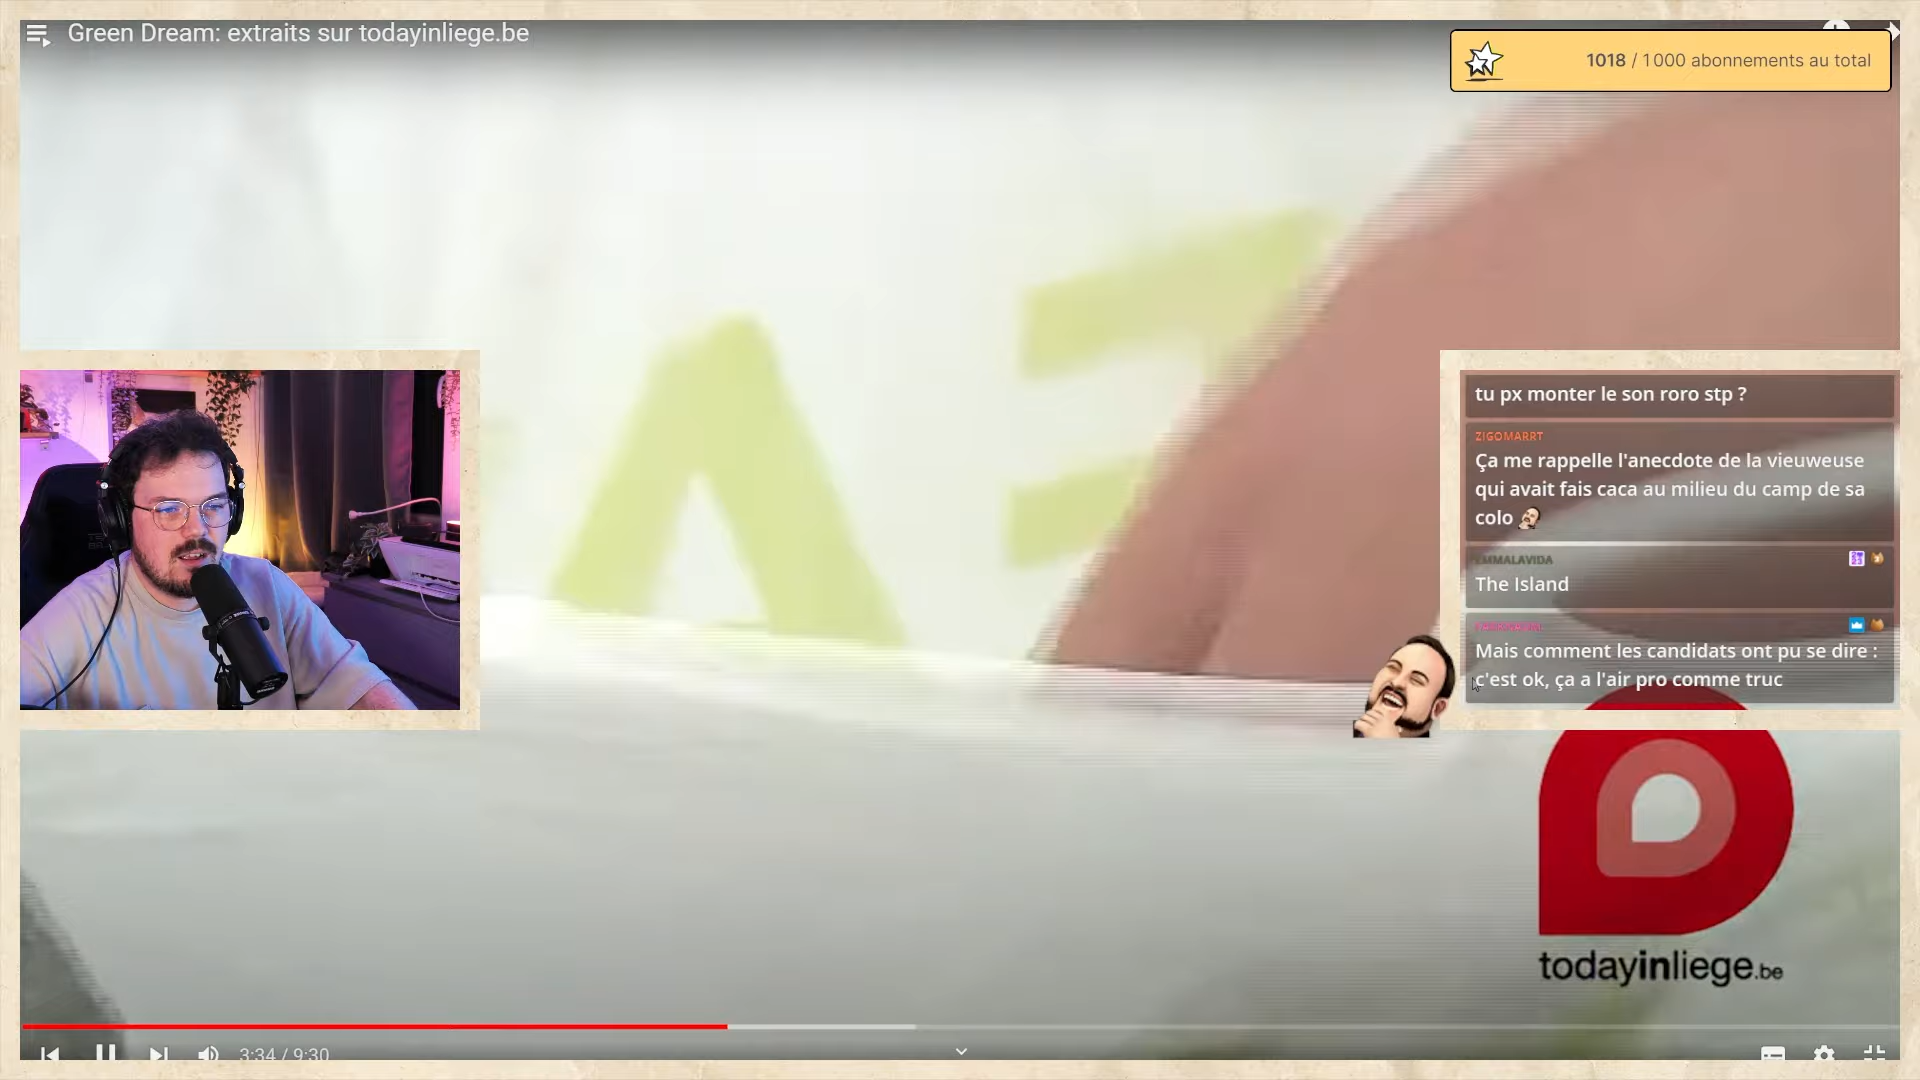 Green Dream: extraits sur todayinliege.be
1018 / 1000 abonnements au total
tu px monter le son roro stp ?
ZIGOMARRT
Ça me rappelle l'anecdote de la vieuweuse
qui avait fais caca au milieu du camp de sa
colo
EMMALAVIDA
The Island
Mais comment les candidats ont pu se dire :
c'est ok, ça a l'air pro comme truc
todayinliege.be
3:34 / 9:30